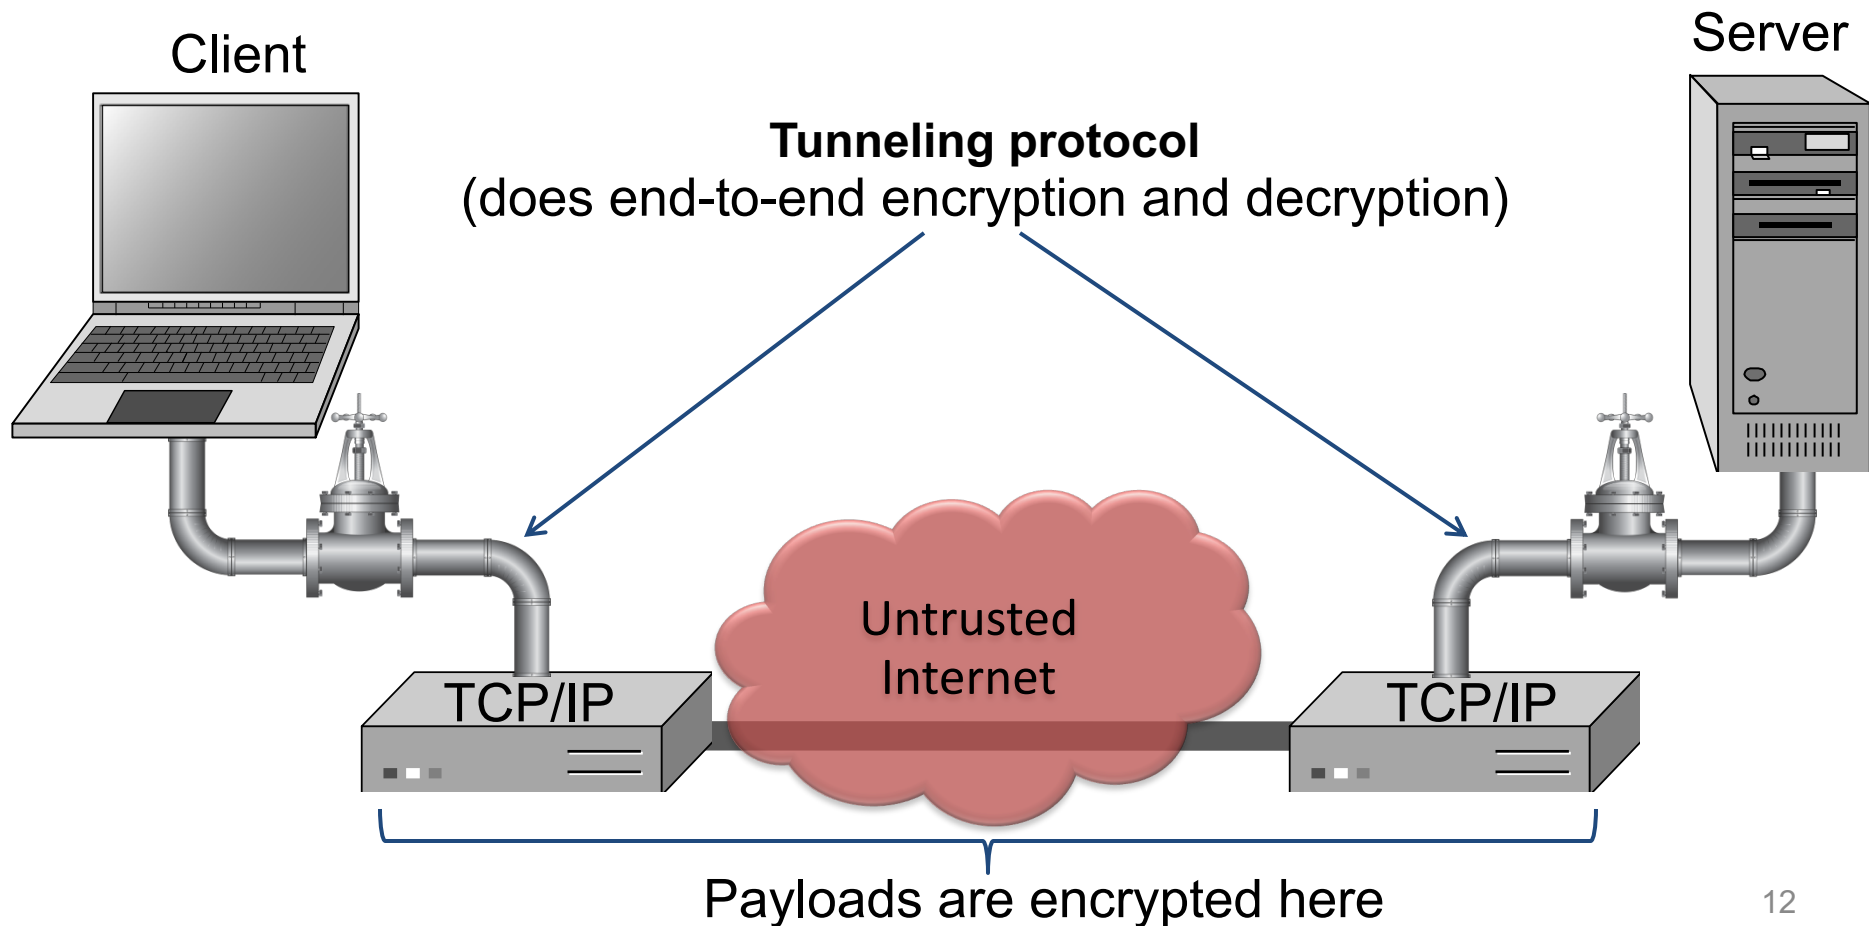 Client
Server
Tunneling protocol
(does end-to-end encryption and decryption)
Untrusted
Internet
TCP/IP
TCP/IP
Payloads are encrypted here
12